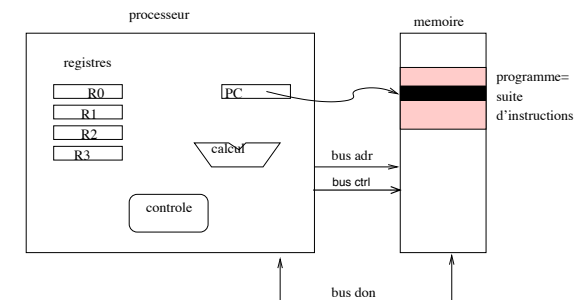 processeur
memoire
registres
R0
R1
R2
R3
PC
calcul
controle
bus adr
bus ctrl
bus don
programme=
suite
d'instructions